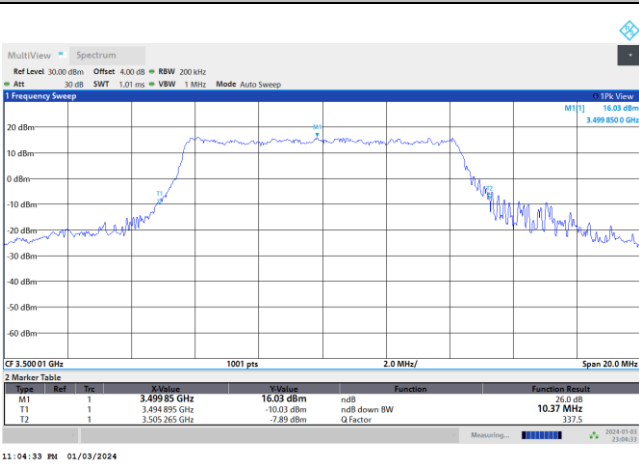 MultiView Spectrum
Ref Level 30.00 dBm Offset 4.00 dB RBW 200 kHz
Att 30 dB SWT 1.01 ms VBW 1 MHz Mode Auto Sweep
1 Frequency Sweep 1Pk View
M1[1] 16.03 dBm
3.499 850 0 GHz
M1
20 dBm
10 dBm
0 dBm
T1
T2
-10 dBm
-20 dBm
-30 dBm
-40 dBm
-50 dBm
-60 dBm
CF 3.500 01 GHz 1001 pts 2.0 MHz/ Span 20.0 MHz
2 Marker Table
Type Ref Trc X-Value Y-Value Function Function Result
M1 1 3.499 85 GHz 16.03 dBm ndB 26.0 dB
T1 1 3.494 895 GHz -10.03 dBm ndB down BW 10.37 MHz
T2 1 3.505 265 GHz -7.89 dBm Q Factor 337.5
Measuring... 2024-01-03
23:04:33
11:04:33 PM 01/03/2024